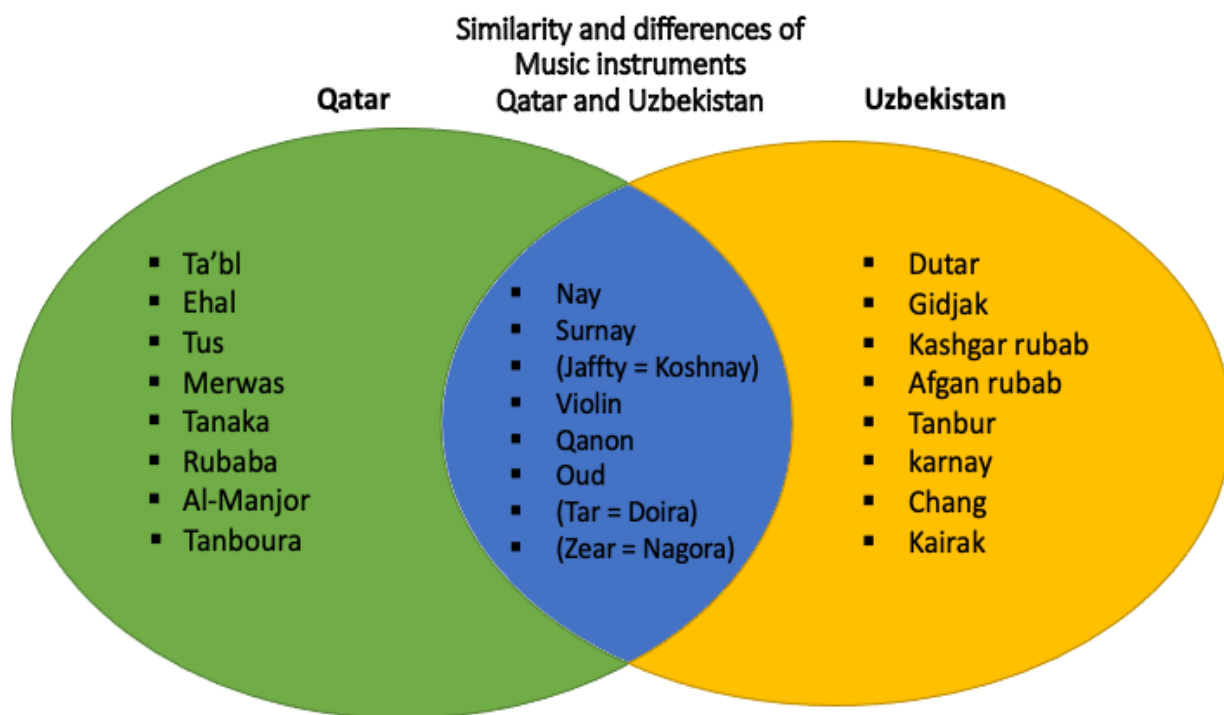 Similarity and differences of
Music instruments
Qatar and Uzbekistan
Qatar
Uzbekistan
▪ Ta’bl
▪ Ehal
▪ Tus
▪ Merwas
▪ Tanaka
▪ Rubaba
▪ Al-Manjor
▪ Tanboura
▪ Nay
▪ Surnay
▪ (Jaffty = Koshnay)
▪ Violin
▪ Qanon
▪ Oud
▪ (Tar = Doira)
▪ (Zear = Nagora)
▪ Dutar
▪ Gidjak
▪ Kashgar rubab
▪ Afgan rubab
▪ Tanbur
▪ karnay
▪ Chang
▪ Kairak